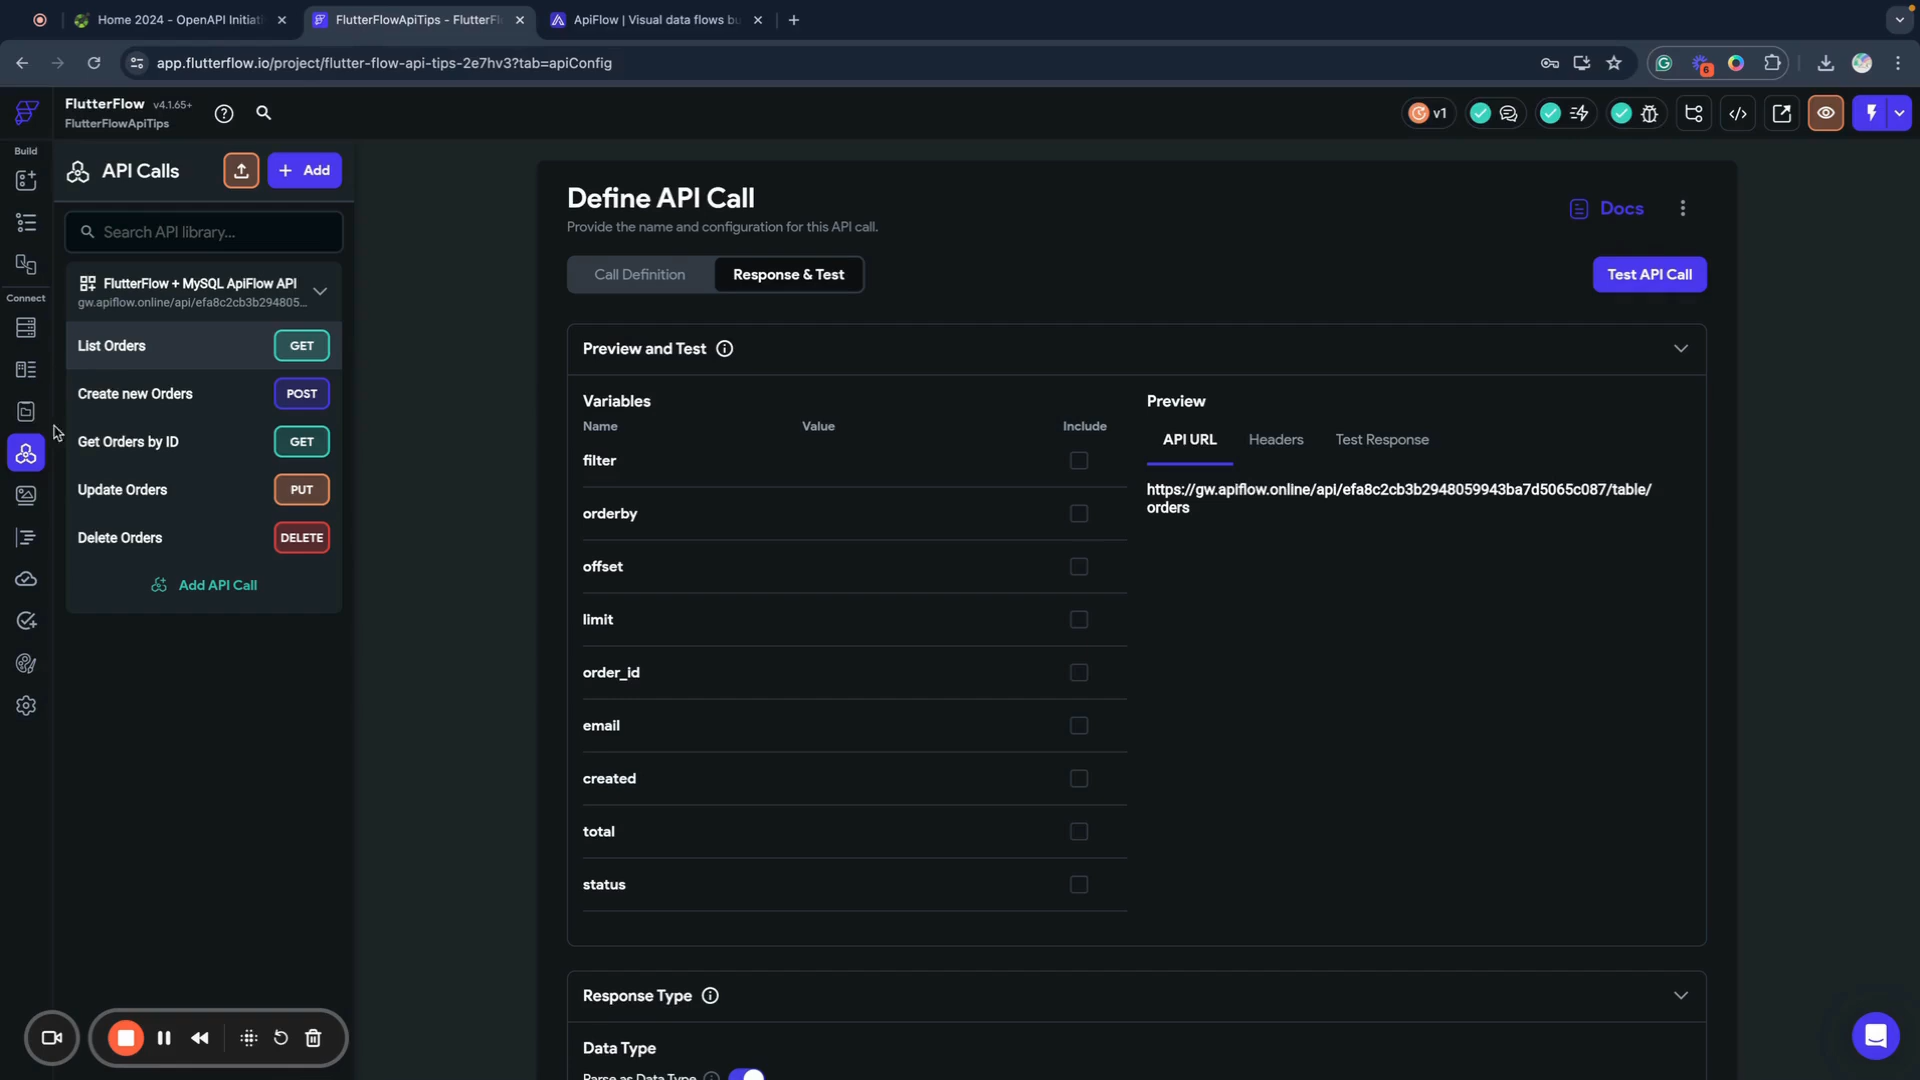 Home 2024 - OpenAPI Initiati
FlutterFlowApiTips - FlutterFl
ApiFlow | Visual data flows bu
app.flutterflow.io/project/flutter-flow-api-tips-2e7hv3?tab=apiConfig
6
FlutterFlow v4.1.65+
FlutterFlowApiTips
v1
Build
Connect
API Calls
Add
Search API library...
FlutterFlow + MySQL ApiFlow API
gw.apiflow.online/api/efa8c2cb3b294805...
List Orders GET
Create new Orders POST
Get Orders by ID GET
Update Orders PUT
Delete Orders DELETE
Add API Call
Define API Call
Provide the name and configuration for this API call.
Docs
Call Definition
Response & Test
Test API Call
Preview and Test
Variables
Name Value Include
filter
orderby
offset
limit
order_id
email
created
total
status
Preview
API URL Headers Test Response
https://gw.apiflow.online/api/efa8c2cb3b2948059943ba7d5065c087/table/
orders
Response Type
Data Type
Parse as Data Type